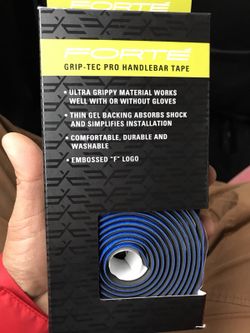 FORTÉ
FORTÉ
GRIP-TEC PRO HANDLEBAR TAPE
• ULTRA GRIPPY MATERIAL WORKS
WELL WITH OR WITHOUT GLOVES
• THIN GEL BACKING ABSORBS SHOCK
AND SIMPLIFIES INSTALLATION
• COMFORTABLE, DURABLE AND
WASHABLE
• EMBOSSED "F" LOGO